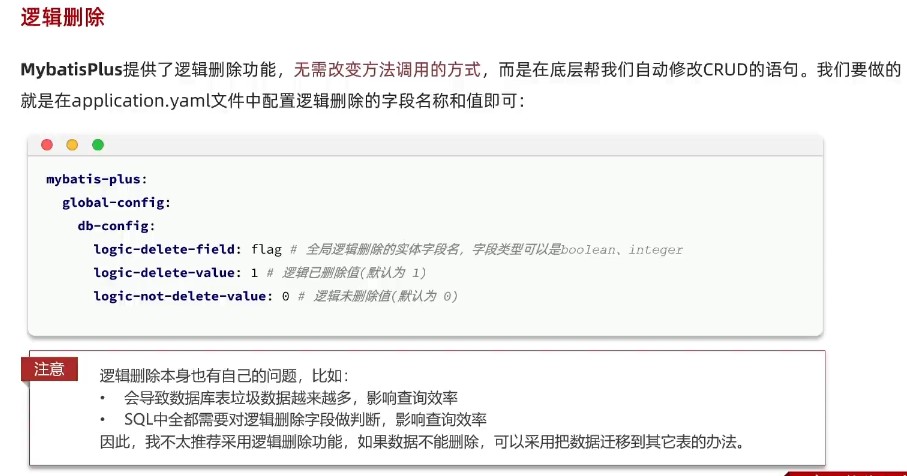 逻辑删除
MybatisPlus提供了逻辑删除功能，无需改变方法调用的方式，而是在底层帮我们自动修改CRUD的语句。我们要做的
就是在application.yaml文件中配置逻辑删除的字段名称和值即可：
mybatis-plus:
  global-config:
    db-config:
      logic-delete-field: flag # 全局逻辑删除的实体字段名，字段类型可以是boolean、integer
      logic-delete-value: 1 # 逻辑已删除值(默认为 1)
      logic-not-delete-value: 0 # 逻辑未删除值(默认为 0)
注意
逻辑删除本身也有自己的问题，比如：
• 会导致数据库表垃圾数据越来越多，影响查询效率
• SQL中全都需要对逻辑删除字段做判断，影响查询效率
因此，我不太推荐采用逻辑删除功能，如果数据不能删除，可以采用把数据迁移到其它表的办法。